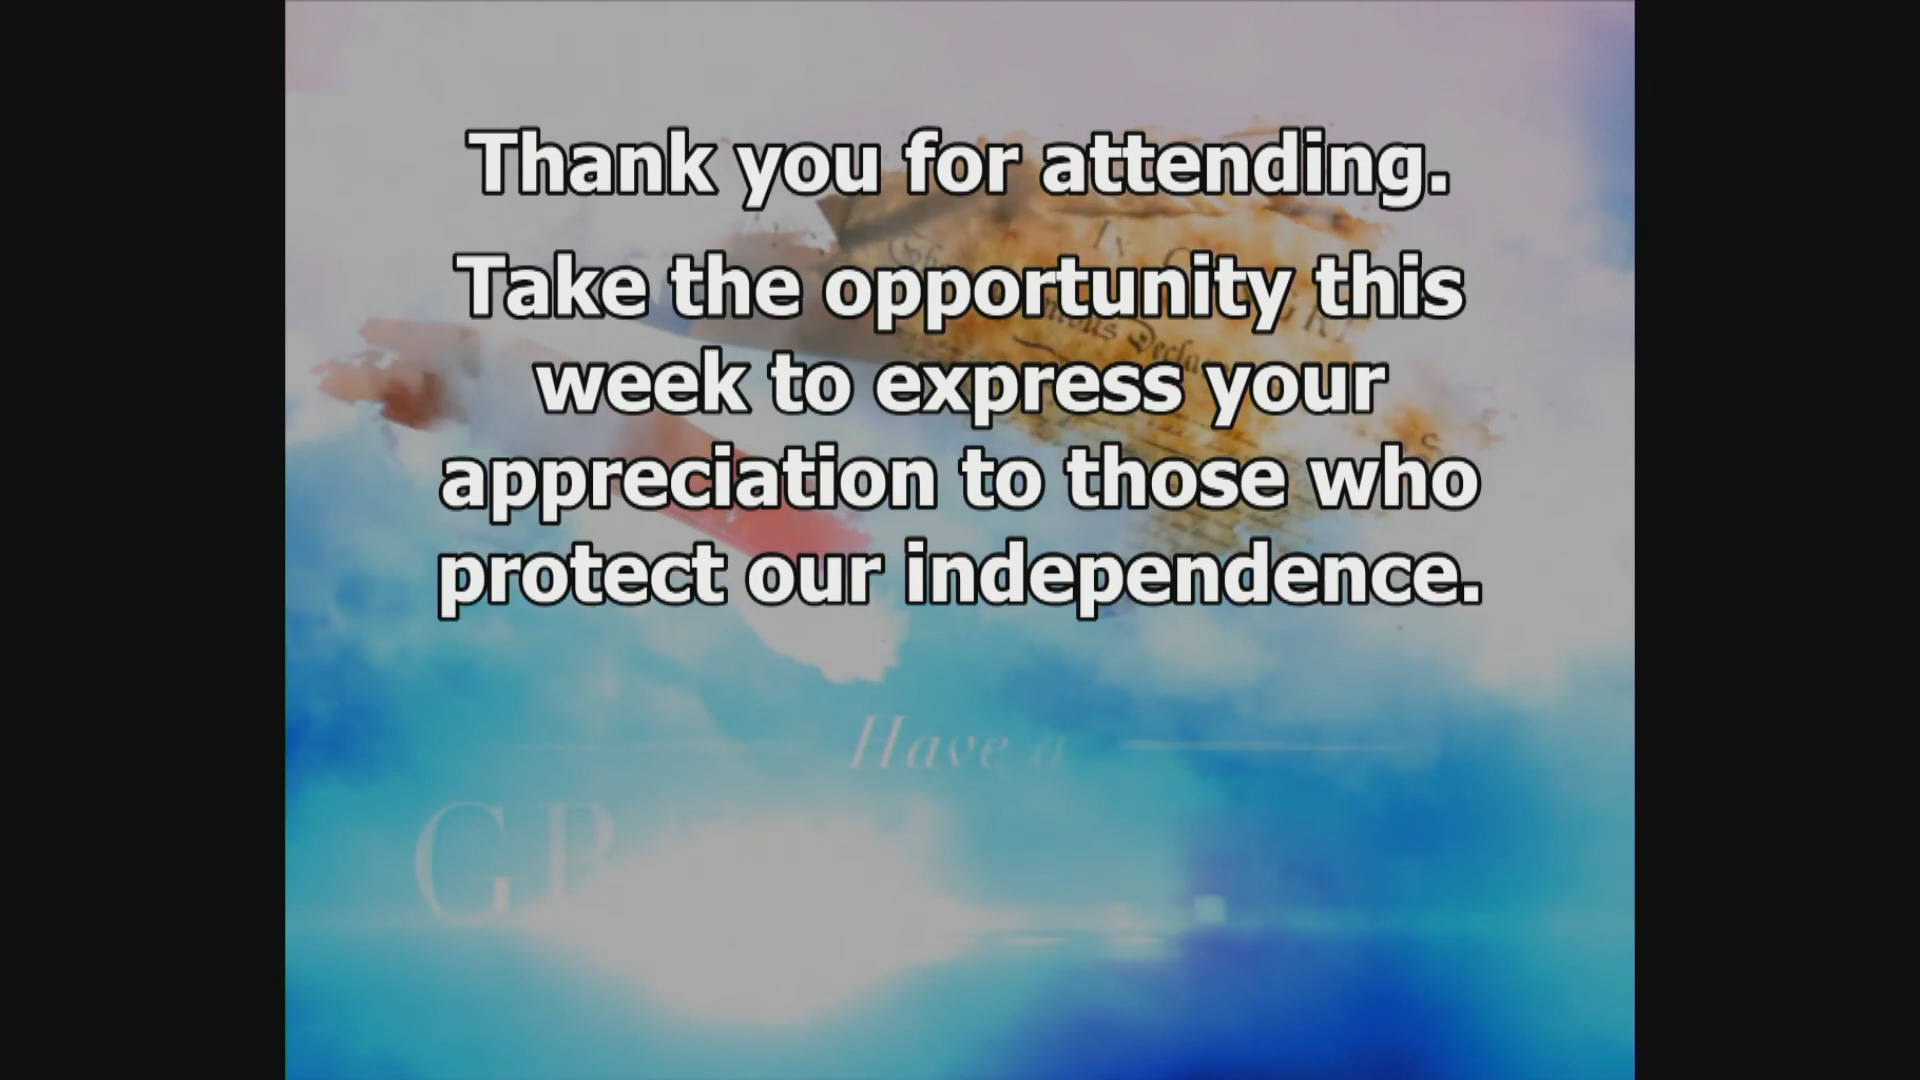 Thank you for attending.
Take the opportunity this
week to express your
appreciation to those who
protect our independence.
Have a